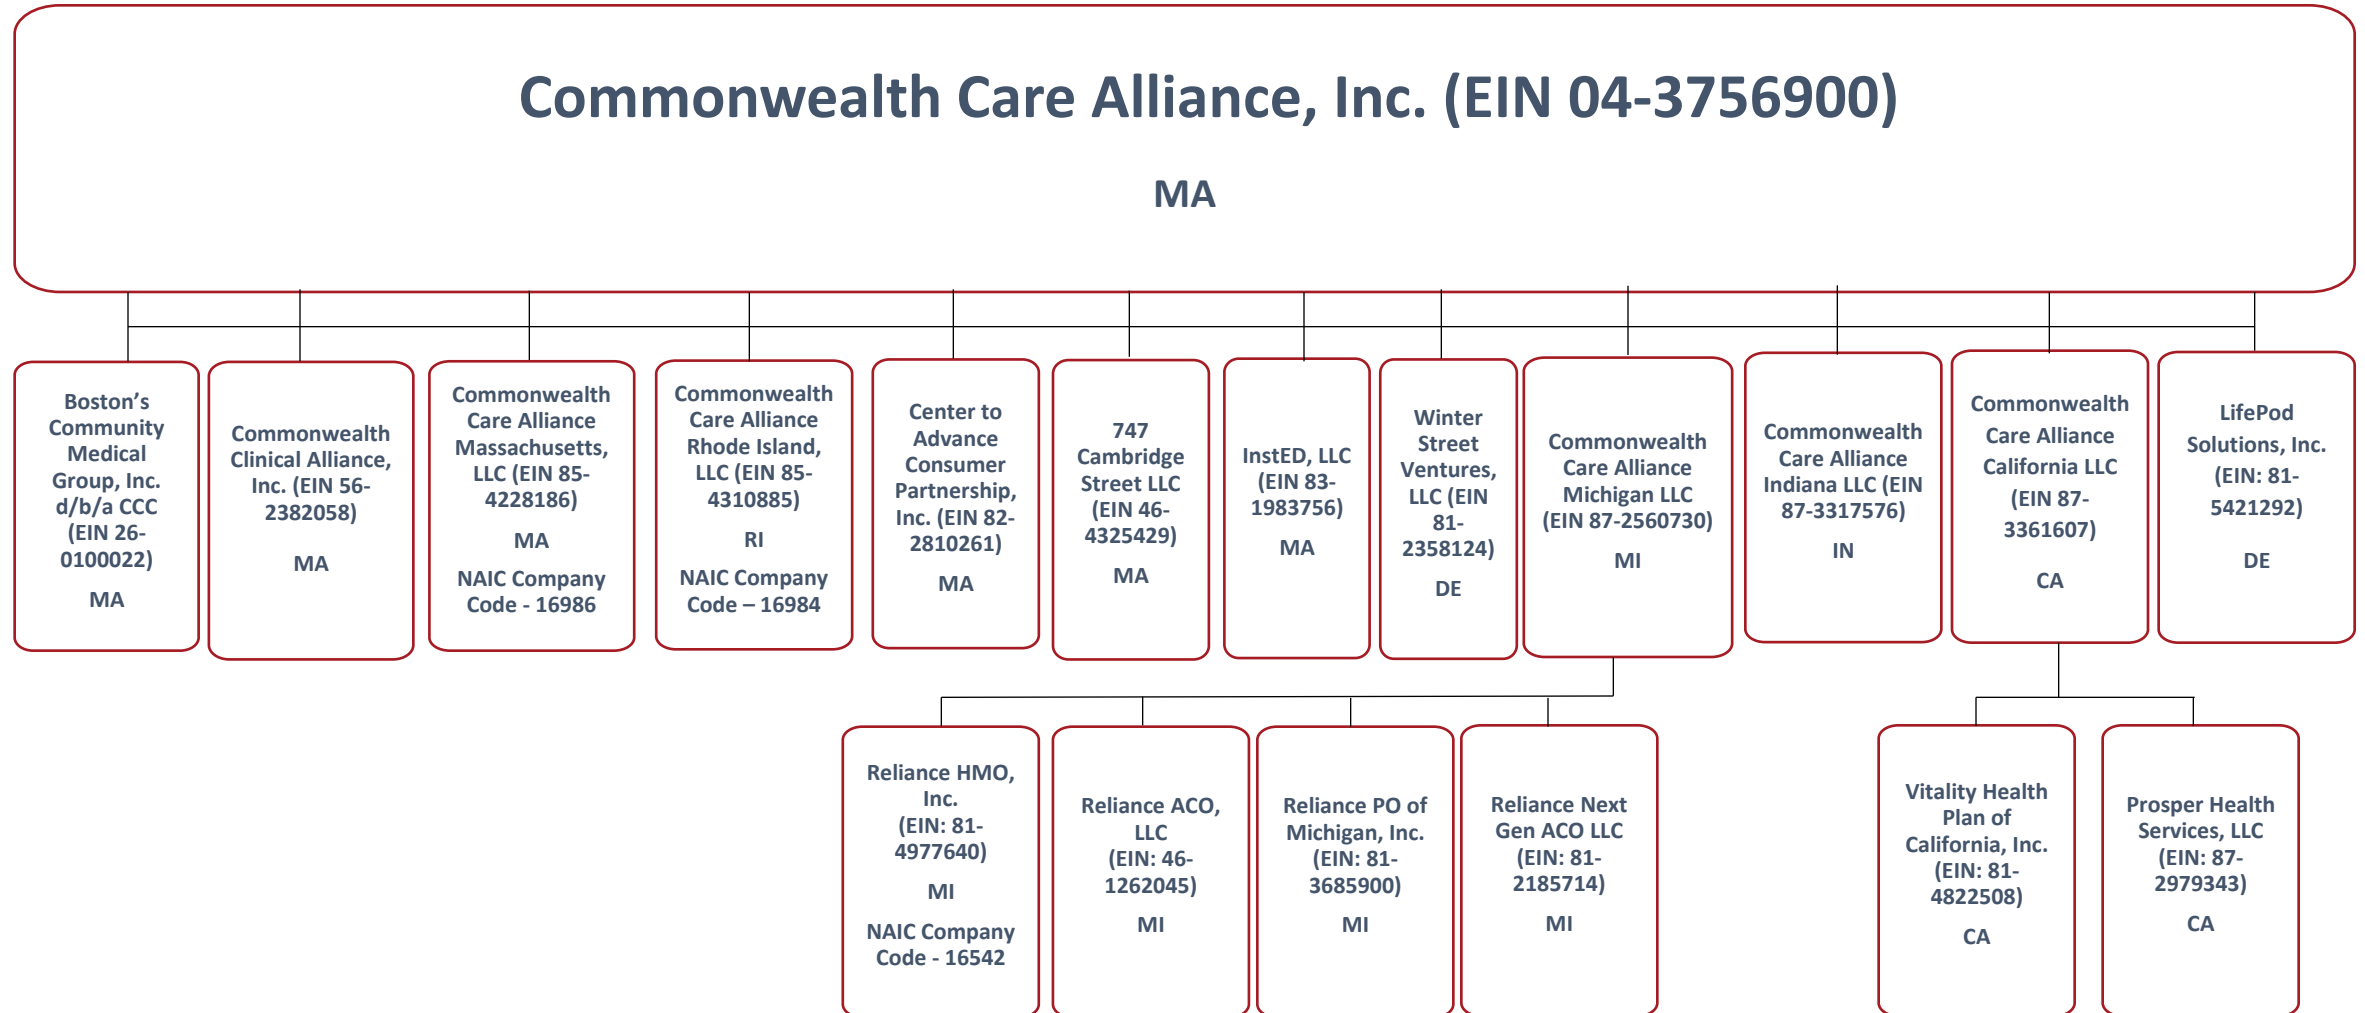 Commonwealth Care Alliance, Inc. (EIN 04-3756900)
MA
Boston’s
Community
Medical
Group, Inc.
d/b/a CCC
(EIN 26-
0100022)
MA
Commonwealth
Clinical Alliance,
Inc. (EIN 56-
2382058)
MA
Commonwealth
Care Alliance
Massachusetts,
LLC (EIN 85-
4228186)
MA
NAIC Company
Code - 16986
Commonwealth
Care Alliance
Rhode Island,
LLC (EIN 85-
4310885)
RI
NAIC Company
Code – 16984
Center to
Advance
Consumer
Partnership,
Inc. (EIN 82-
2810261)
MA
747
Cambridge
Street LLC
(EIN 46-
4325429)
MA
InstED, LLC
(EIN 83-
1983756)
MA
Winter
Street
Ventures,
LLC (EIN
81-
2358124)
DE
Commonwealth
Care Alliance
Michigan LLC
(EIN 87-2560730)
MI
Commonwealth
Care Alliance
Indiana LLC (EIN
87-3317576)
IN
Commonwealth
Care Alliance
California LLC
(EIN 87-
3361607)
CA
LifePod
Solutions, Inc.
(EIN: 81-
5421292)
DE
Reliance HMO,
Inc.
(EIN: 81-
4977640)
MI
NAIC Company
Code - 16542
Reliance ACO,
LLC
(EIN: 46-
1262045)
MI
Reliance PO of
Michigan, Inc.
(EIN: 81-
3685900)
MI
Reliance Next
Gen ACO LLC
(EIN: 81-
2185714)
MI
Vitality Health
Plan of
California, Inc.
(EIN: 81-
4822508)
CA
Prosper Health
Services, LLC
(EIN: 87-
2979343)
CA